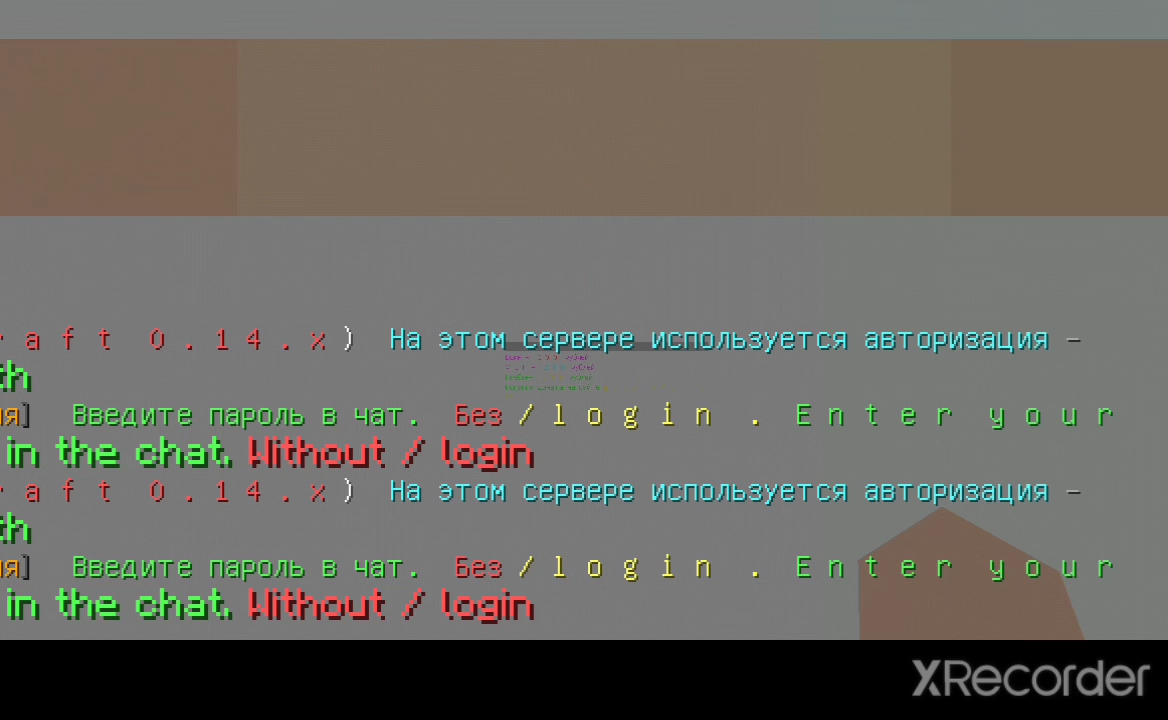 r a f t 0 . 1 4 . x ) На этом сервере используется авторизация -
th
ия] Введите пароль в чат. Без / l o g i n . E n t e r y o u r
in the chat. Without / login
r a f t 0 . 1 4 . x ) На этом сервере используется авторизация -
th
ия] Введите пароль в чат. Без / l o g i n . E n t e r y o u r
in the chat. Without / login
XRecorder